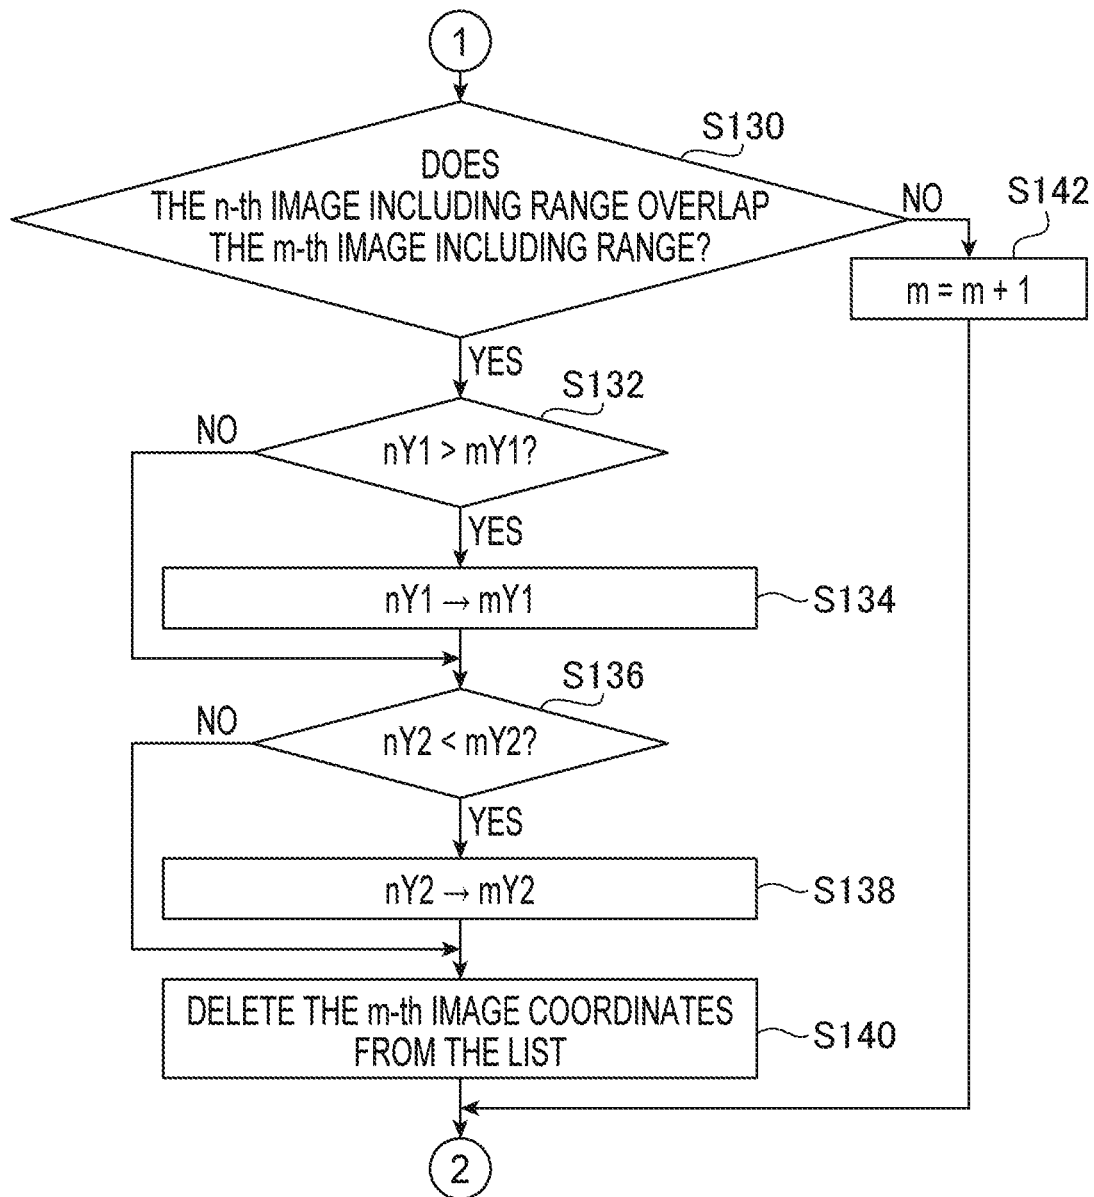 1
S130
DOES
THE n-th IMAGE INCLUDING RANGE OVERLAP
THE m-th IMAGE INCLUDING RANGE?
NO
S142
m = m + 1
YES
S132
NO
nY1 > mY1?
YES
nY1 → mY1
S134
S136
NO
nY2 < mY2?
YES
nY2 → mY2
S138
DELETE THE m-th IMAGE COORDINATES
FROM THE LIST
S140
2